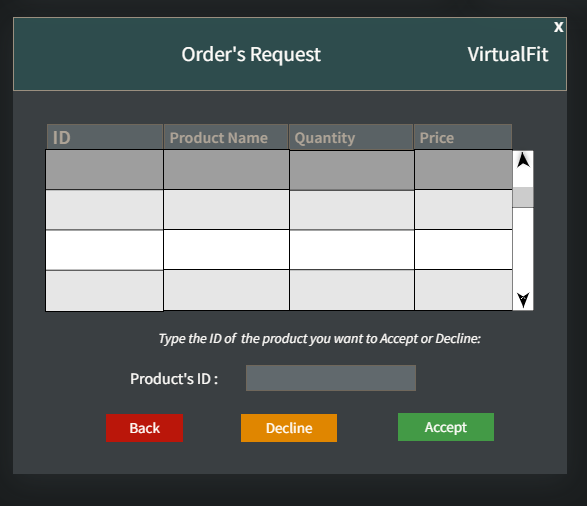 x
Order's Request
VirtualFit
ID
Product Name
Quantity
Price
Type the ID of the product you want to Accept or Decline:
Product's ID :
Back
Decline
Accept